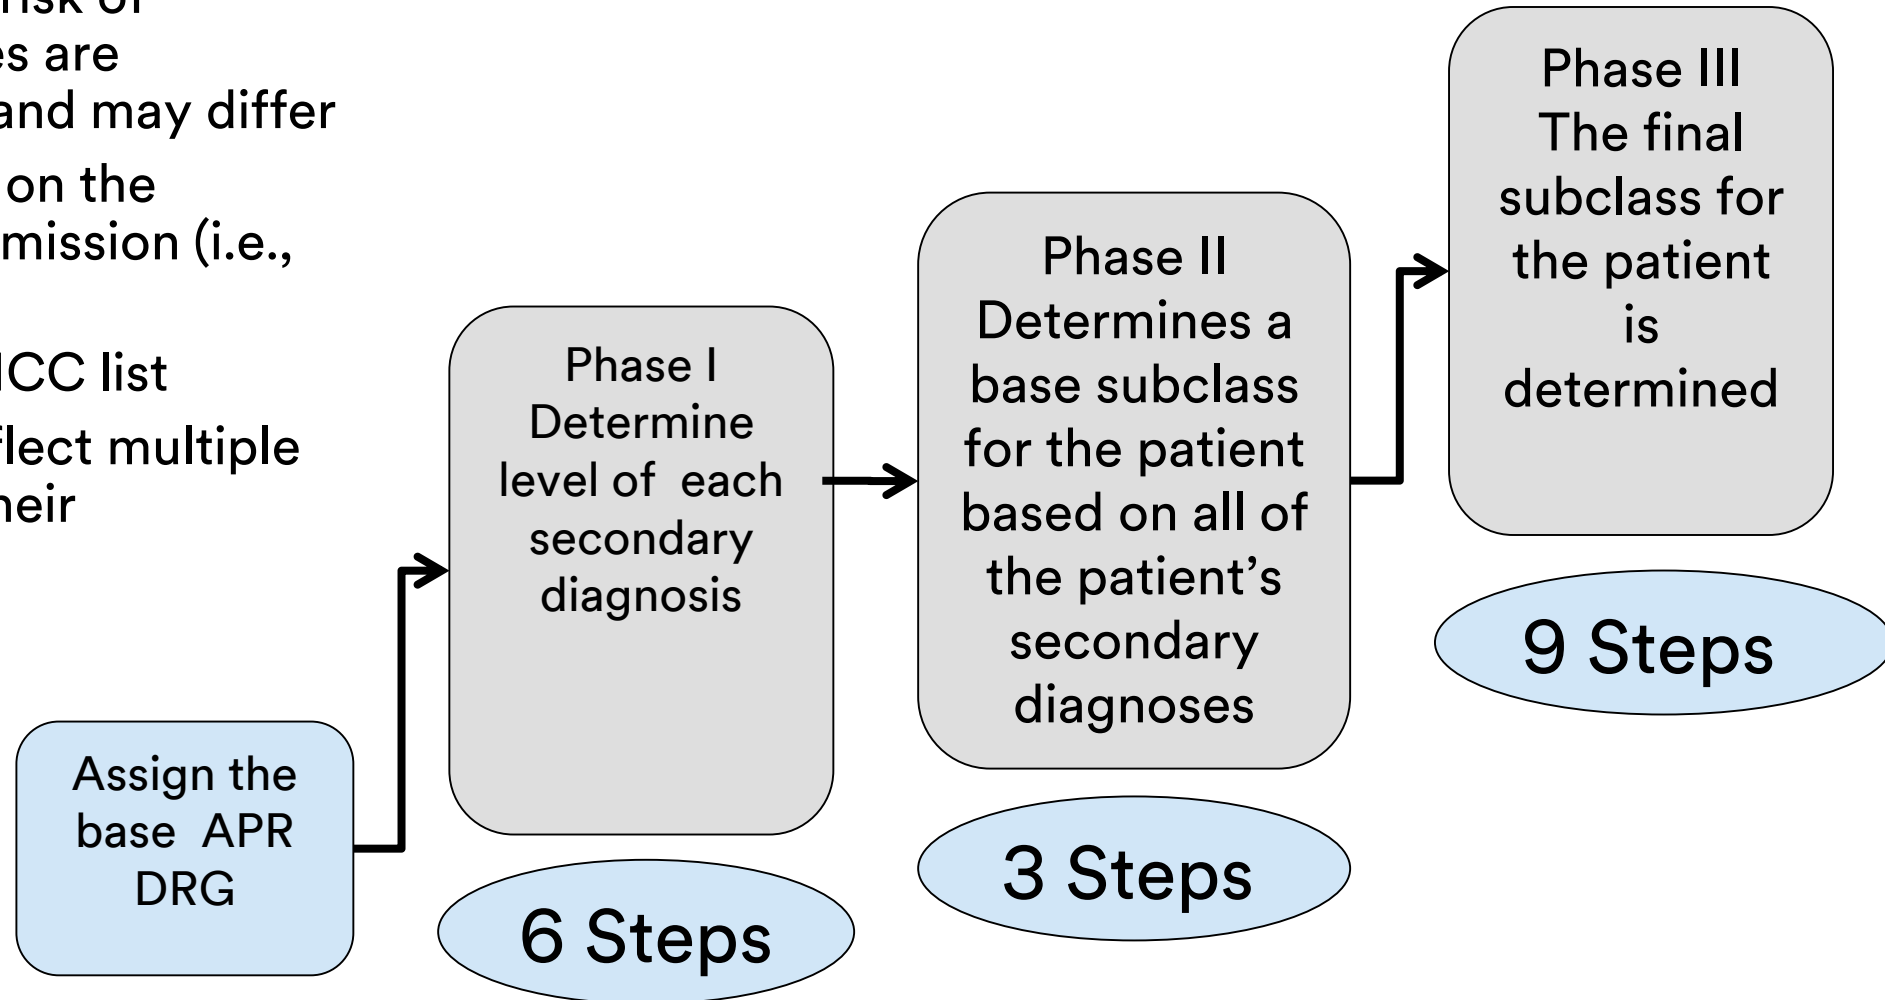 risk of
es are
and may differ
on the
mission (i.e.,
CC list
flect multiple
heir
Assign the
base APR
DRG
Phase I
Determine
level of each
secondary
diagnosis
6 Steps
Phase II
Determines a
base subclass
for the patient
based on all of
the patient’s
secondary
diagnoses
3 Steps
Phase III
The final
subclass for
the patient
is
determined
9 Steps